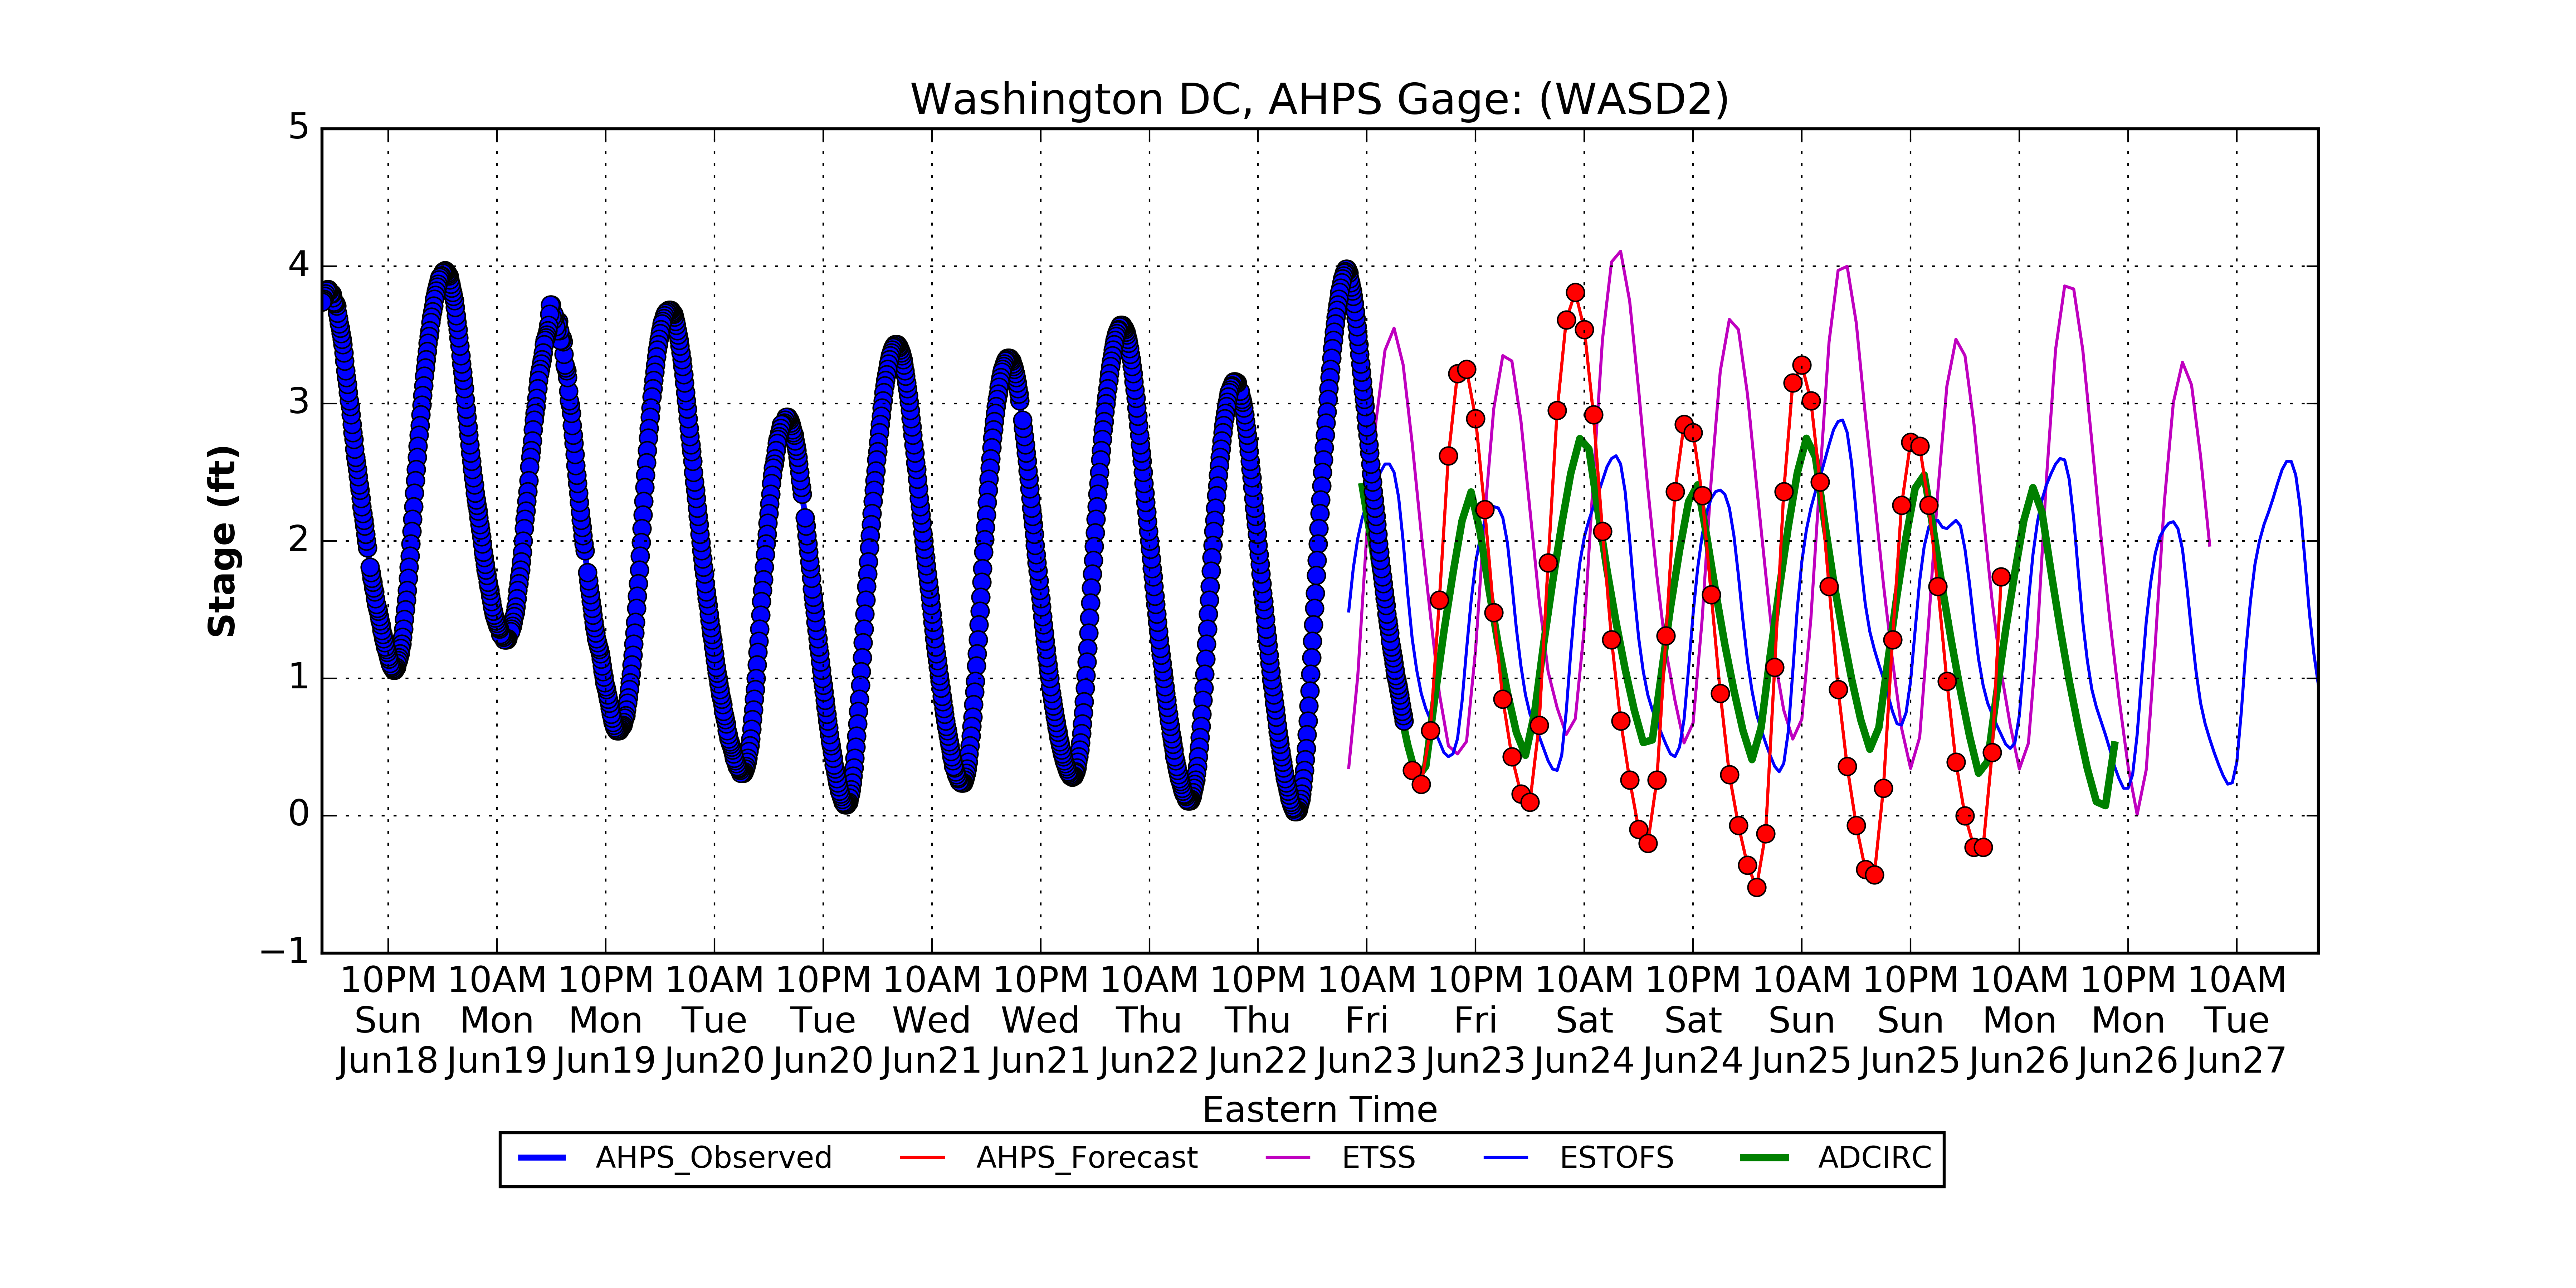 Washington DC, AHPS Gage: (WASD2)
Stage (ft)
5
4
3
2
1
0
−1
10PM 10AM 10PM 10AM 10PM 10AM 10PM 10AM 10PM 10AM 10PM 10AM 10PM 10AM 10PM 10AM 10PM 10AM
Sun Mon Mon Tue Tue Wed Wed Thu Thu Fri Fri Sat Sat Sun Sun Mon Mon Tue
Jun18 Jun19 Jun19 Jun20 Jun20 Jun21 Jun21 Jun22 Jun22 Jun23 Jun23 Jun24 Jun24 Jun25 Jun25 Jun26 Jun26 Jun27
Eastern Time
AHPS_Observed AHPS_Forecast ETSS ESTOFS ADCIRC